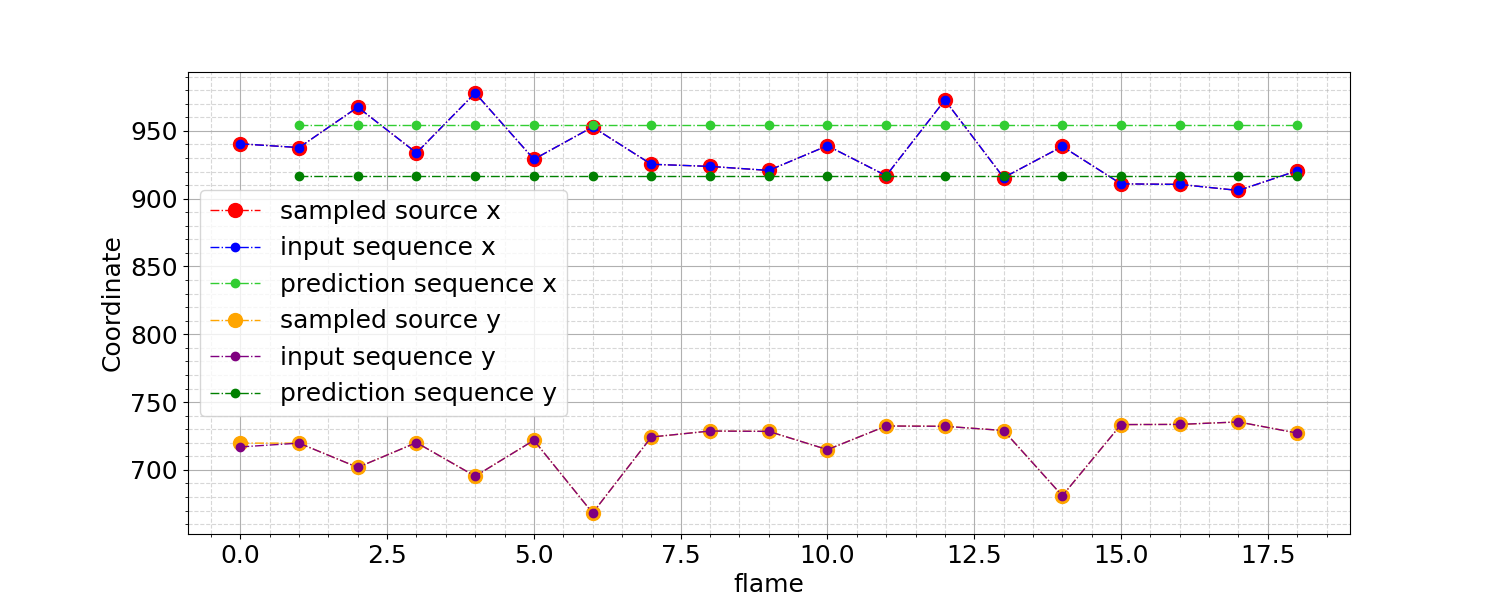 950
900
850
800
750
700
Coordinate
sampled source x
input sequence x
prediction sequence x
sampled source y
input sequence y
prediction sequence y
0.0 2.5 5.0 7.5 10.0 12.5 15.0 17.5
flame